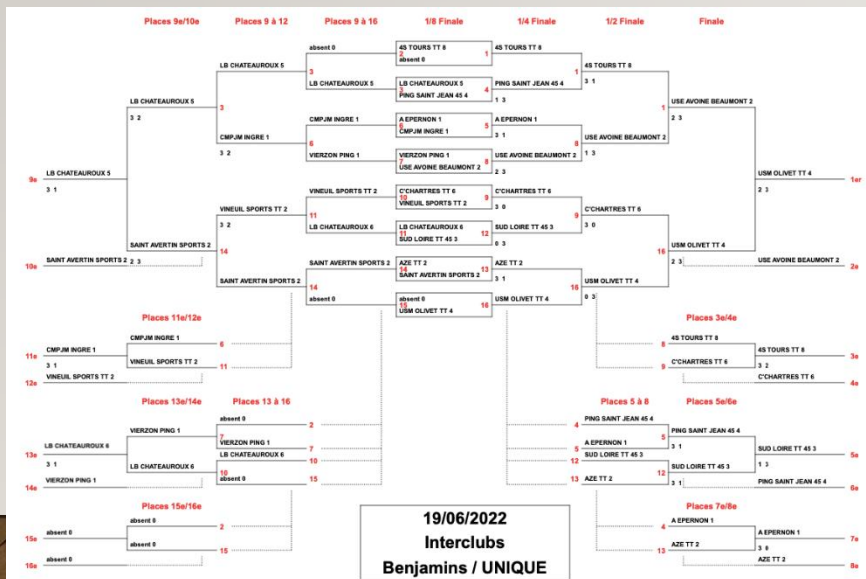 Places 9e/10e Places 9 à 12 Places 9 à 16 1/8 Finale 1/4 Finale 1/2 Finale Finale
absent 0 4S TOURS TT 8 4S TOURS TT 8
2 1
absent 0
LB CHATEAUROUX 5 4S TOURS TT 8
3 1
3 1
LB CHATEAUROUX 5 LB CHATEAUROUX 5 PING SAINT JEAN 45 4
3 4
PING SAINT JEAN 45 4 1 3
LB CHATEAUROUX 5 USE AVOINE BEAUMONT 2
3 2 3 1 2 3
CMPJM INGRE 1 A EPERNON 1 A EPERNON 1
6 5
CMPJM INGRE 1 3 1
CMPJM INGRE 1 USE AVOINE BEAUMONT 2
3 2 6 8 1 3
VIERZON PING 1 VIERZON PING 1 USE AVOINE BEAUMONT 2
7 8
USE AVOINE BEAUMONT 2 2 3
9e LB CHATEAUROUX 5 USM OLIVET TT 4 1er
3 1 2 3
VINEUIL SPORTS TT 2 C'CHARTRES TT 6 C'CHARTRES TT 6
10 9
VINEUIL SPORTS TT 2 3 0
VINEUIL SPORTS TT 2 C'CHARTRES TT 6
3 2 11 9 3 0
LB CHATEAUROUX 6 LB CHATEAUROUX 6 SUD LOIRE TT 45 3
11 12
SUD LOIRE TT 45 3 0 3
SAINT AVERTIN SPORTS 2 USM OLIVET TT 4
2 3 14 16 2 3
10e SAINT AVERTIN SPORTS 2 USE AVOINE BEAUMONT 2 2e
SAINT AVERTIN SPORTS 2 AZE TT 2 AZE TT 2
14 13
SAINT AVERTIN SPORTS 2 3 1
SAINT AVERTIN SPORTS 2 USM OLIVET TT 4
14 16 0 3
absent 0 absent 0 USM OLIVET TT 4
15 16
USM OLIVET TT 4
Places 11e/12e Places 3e/4e
CMPJM INGRE 1 6 8 4S TOURS TT 8
11e CMPJM INGRE 1 4S TOURS TT 8 3e
3 1 3 2
VINEUIL SPORTS TT 2 11 9 C'CHARTRES TT 6
12e VINEUIL SPORTS TT 2 C'CHARTRES TT 6 4e
Places 13e/14e Places 13 à 16 Places 5 à 8 Places 5e/6e
absent 0 2 4 PING SAINT JEAN 45 4
VIERZON PING 1 7 5 PING SAINT JEAN 45 4
VIERZON PING 1 7 5 A EPERNON 1 3 1
13e LB CHATEAUROUX 6 SUD LOIRE TT 45 3 5e
3 1 1 3
LB CHATEAUROUX 6 10 12 SUD LOIRE TT 45 3
LB CHATEAUROUX 6 10 12 SUD LOIRE TT 45 3
absent 0 15 13 AZE TT 2 3 1
14e VIERZON PING 1 PING SAINT JEAN 45 4 6e
Places 15e/16e Places 7e/8e
absent 0 2 4 A EPERNON 1
15e absent 0 A EPERNON 1 7e
3 0
absent 0 15 13 AZE TT 2
16e absent 0 AZE TT 2 8e
19/06/2022
Interclubs
Benjamins / UNIQUE